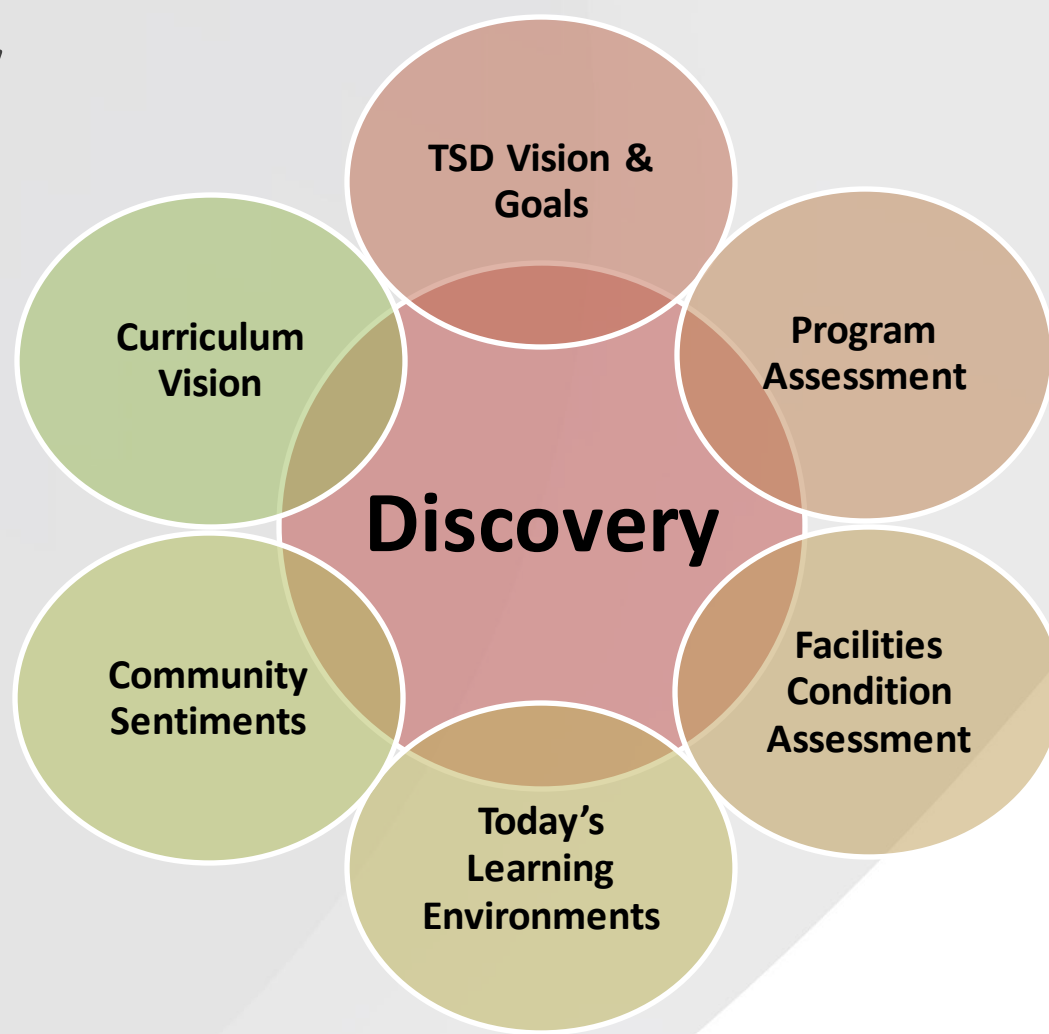 TSD Vision &
Goals
Program
Assessment
Facilities
Condition
Assessment
Today’s
Learning
Environments
Community
Sentiments
Curriculum
Vision
Discovery